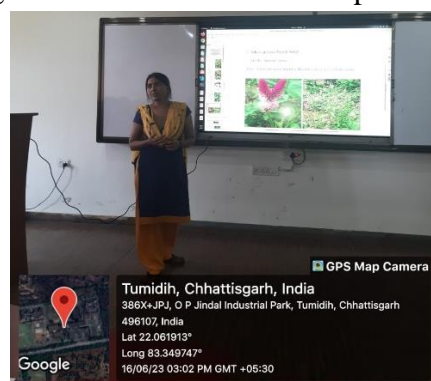 GPS Map Camera
Tumidih, Chhattisgarh, India
386X+JPJ, O P Jindal Industrial Park, Tumidih, Chhattisgarh
496107, India
Lat 22.061913°
Long 83.349747°
16/06/23 03:02 PM GMT +05:30
Google